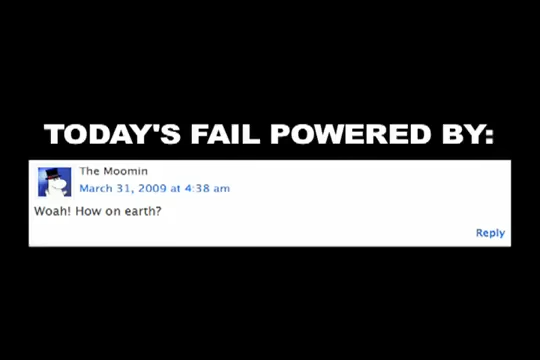 TODAY'S FAIL POWERED BY:
The Moomin
March 31, 2009 at 4:38 am
Woah! How on earth?
Reply